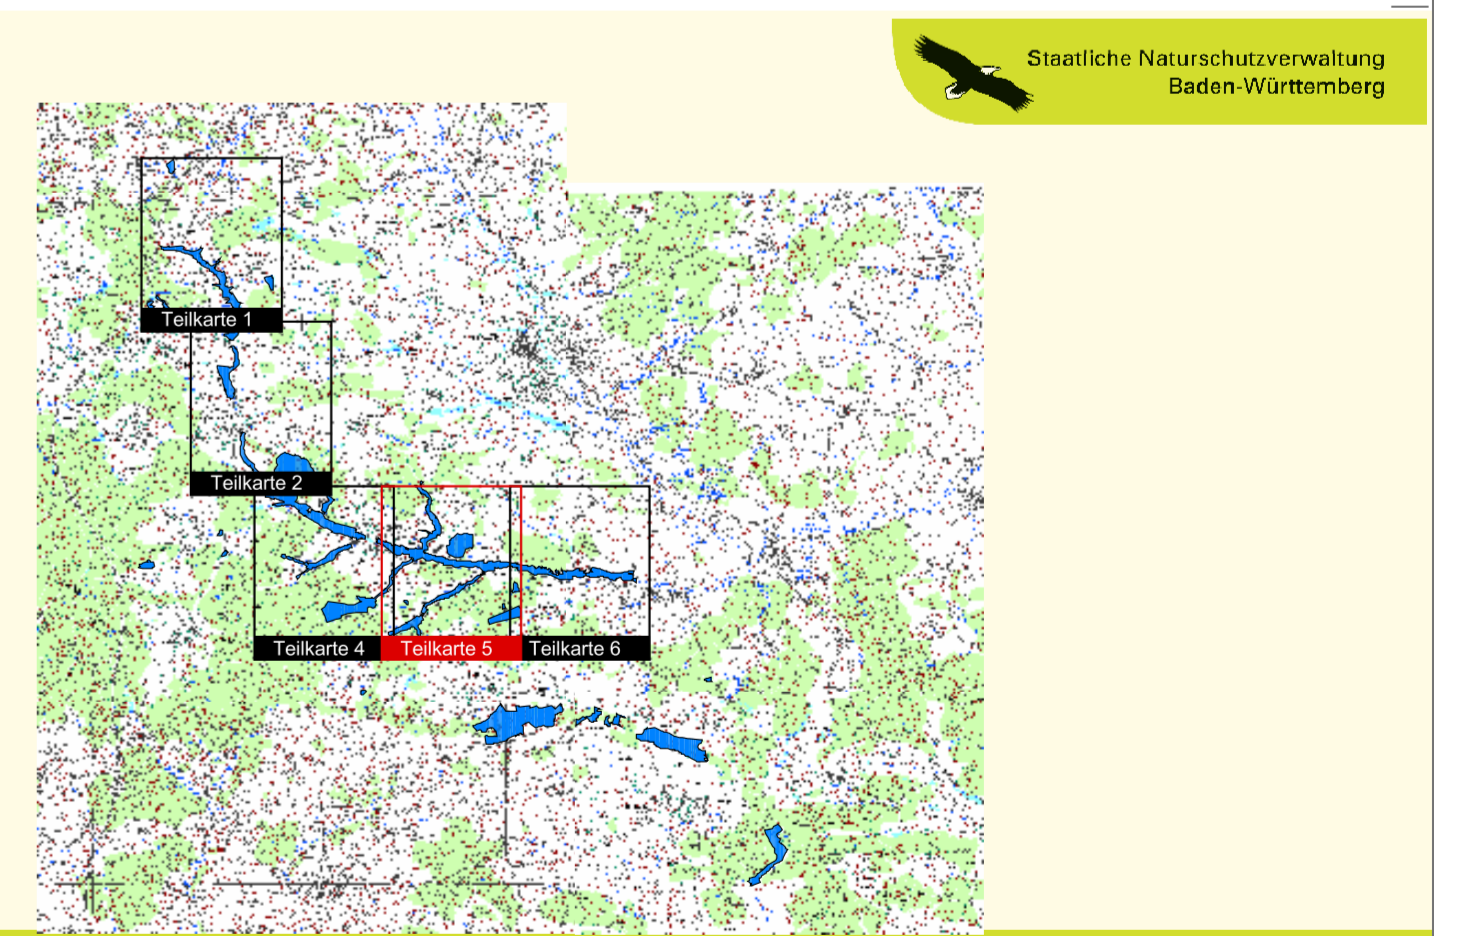 Staatliche Naturschutzverwaltung
Baden-Württemberg
Teilkarte 1
Teilkarte 2
Teilkarte 4
Teilkarte 5
Teilkarte 6